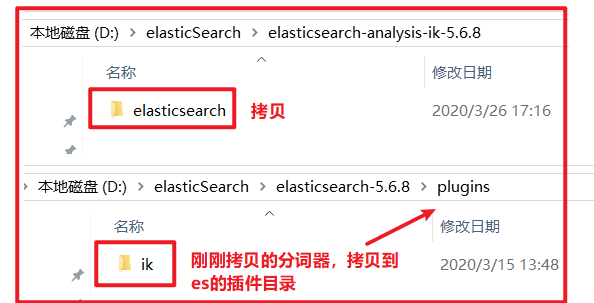 本地磁盘 (D:) > elasticSearch > elasticsearch-analysis-ik-5.6.8
名称 修改日期
elasticsearch 拷贝 2020/3/26 17:16
> 本地磁盘 (D:) > elasticSearch > elasticsearch-5.6.8 > plugins
名称 修改日期
ik 刚刚拷贝的分词器，拷贝到 2020/3/15 13:48
es的插件目录